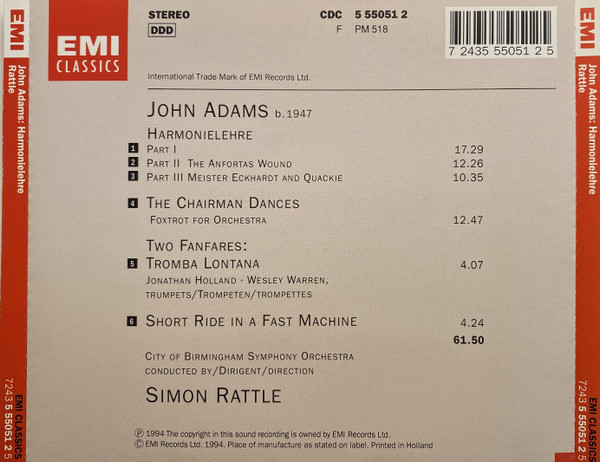 EMI
John Adams: Harmonielehre
Rattle
EMI CLASSICS
7243 5 55051 2 5
EMI
CLASSICS
STEREO
DDD
CDC 5 55051 2
F PM 518
7 24355 55051 2 5
International Trade Mark of EMI Records Ltd.
JOHN ADAMS b.1947
HARMONIELEHRE
1 PART I 17.29
2 PART II THE ANFORTAS WOUND 12.26
3 PART III MEISTER ECKHARDT AND QUACKIE 10.35
4 THE CHAIRMAN DANCES
FOXTROT FOR ORCHESTRA 12.47
TWO FANFARES:
5 TROMBA LONTANA 4.07
JONATHAN HOLLAND · WESLEY WARREN,
TRUMPETS/TROMPETEN/TROMPETTES
6 SHORT RIDE IN A FAST MACHINE 4.24
61.50
CITY OF BIRMINGHAM SYMPHONY ORCHESTRA
CONDUCTED BY/DIRIGENT/DIRECTION
SIMON RATTLE
Ⓟ 1994 The copyright in this sound recording is owned by EMI Records Ltd.
© EMI Records Ltd. 1994. Place of manufacture as stated on label. Printed in Holland
EMI
John Adams: Harmonielehre
Rattle
EMI CLASSICS
7243 5 55051 2 5